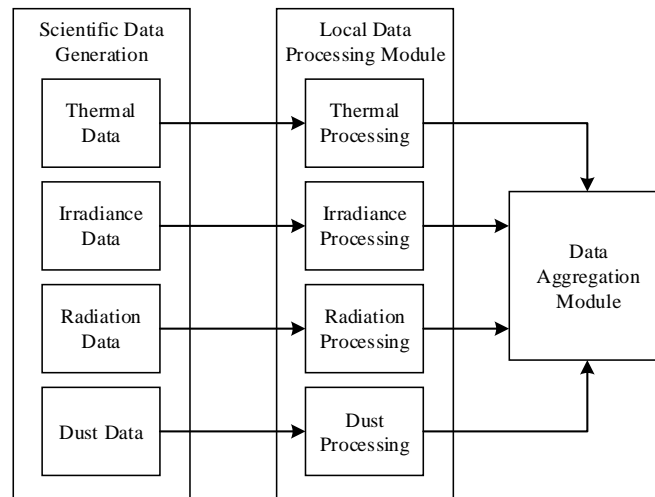 Scientific Data
Generation
Local Data
Processing Module
Thermal
Data
Thermal
Processing
Irradiance
Data
Irradiance
Processing
Data
Aggregation
Module
Radiation
Data
Radiation
Processing
Dust Data
Dust
Processing